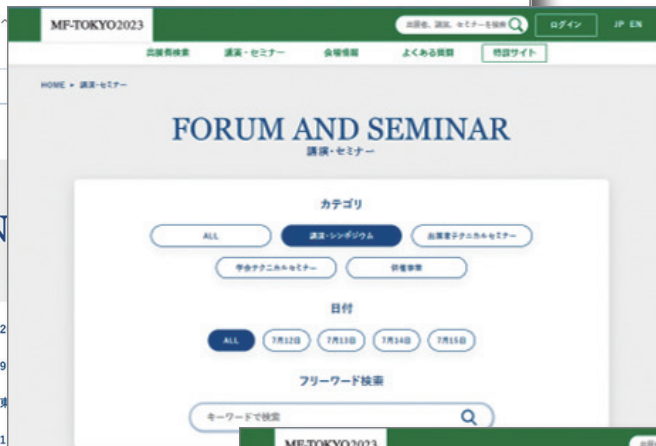 MF-TOKYO2023
出展者、講演、セミナーを検索
ログイン
JP EN
出展者検索 講演・セミナー 会場情報 よくある質問 特設サイト
HOME ▸ 講演・セミナー
FORUM AND SEMINAR
講演・セミナー
カテゴリ
ALL 講演・シンポジウム 出展者テクニカルセミナー
学会テクニカルセミナー 併催事業
日付
ALL 7月12日 7月13日 7月14日 7月15日
フリーワード検索
キーワードで検索
MF-TOKYO2023